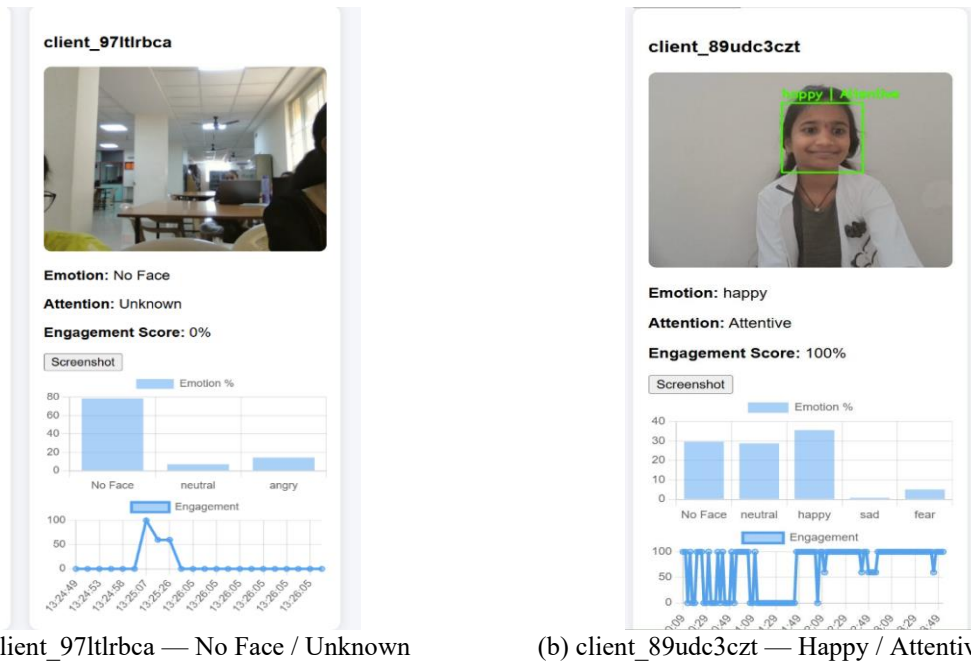 client_97ltlrbca
Emotion: No Face
Attention: Unknown
Engagement Score: 0%
Screenshot
Emotion %
80
60
40
20
0
No Face neutral angry
Engagement
100
50
0
13:24:49 13:24:53 13:24:58 13:25:07 13:25:26 13:26:05 13:26:05 13:26:05 13:26:05 13:26:05 13:26:05
lient_97ltlrbca — No Face / Unknown
client_89udc3czt
happy | Attentive
Emotion: happy
Attention: Attentive
Engagement Score: 100%
Screenshot
Emotion %
40
30
20
10
0
No Face neutral happy sad fear
Engagement
100
50
0
(b) client_89udc3czt — Happy / Attentiv